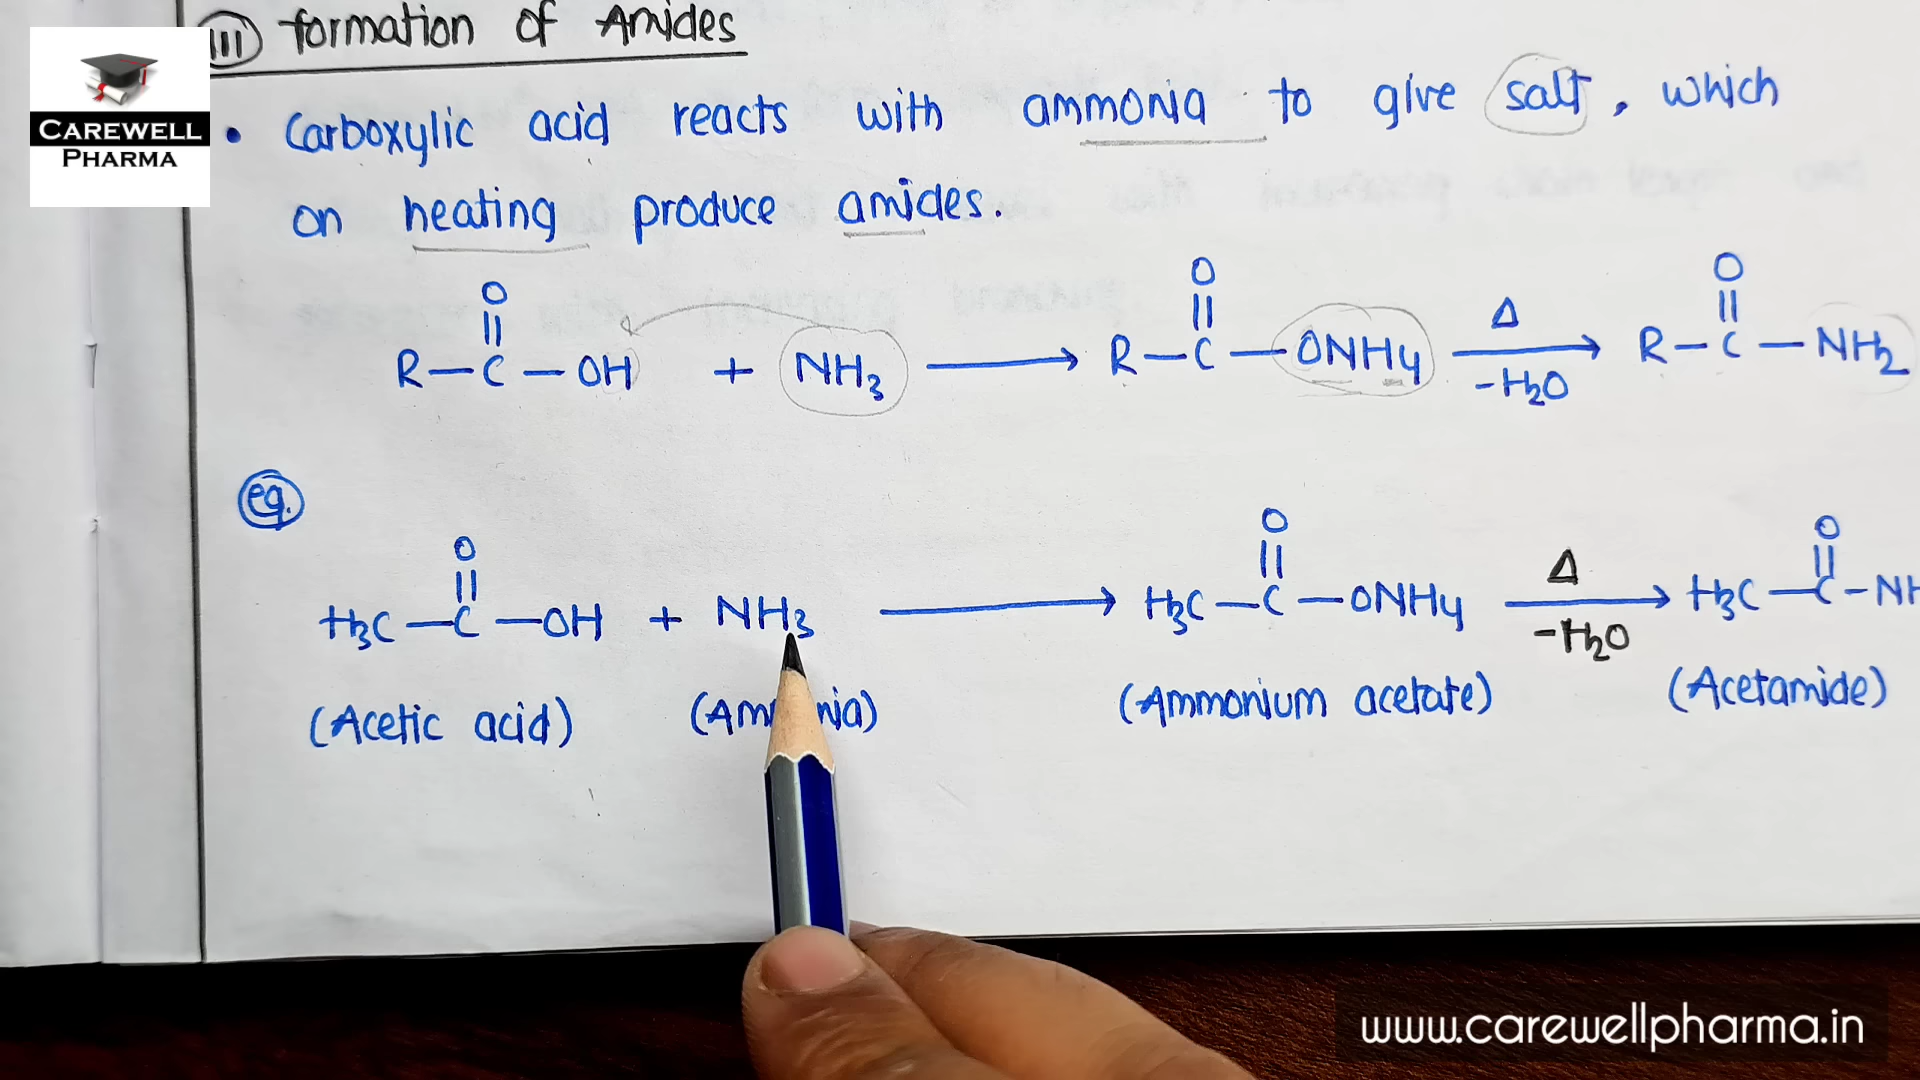 (iii) formation of Amides
CAREWELL
PHARMA
• Carboxylic acid reacts with ammonia to give salt, which
on heating produce amides.
O O O
|| || ||
R—C—OH + NH3 ⟶ R—C—ONH4 Δ ⟶ -H2O R—C—NH2
eg.
O O O
|| || ||
H3C—C—OH + NH3 ⟶ H3C—C—ONH4 Δ ⟶ -H2O H3C—C-NH
(Acetic acid) (Am nia) (Ammonium acetate) (Acetamide)
www.carewellpharma.in